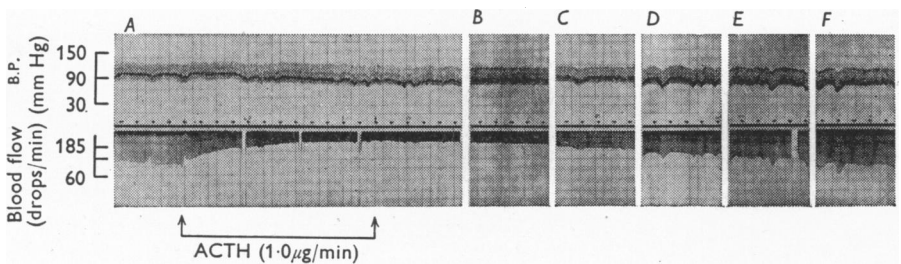 A B C D E F
B.P.
(mm Hg)
150
90
30
Blood flow
(drops/min)
185
60
ACTH (1·0μg/min)